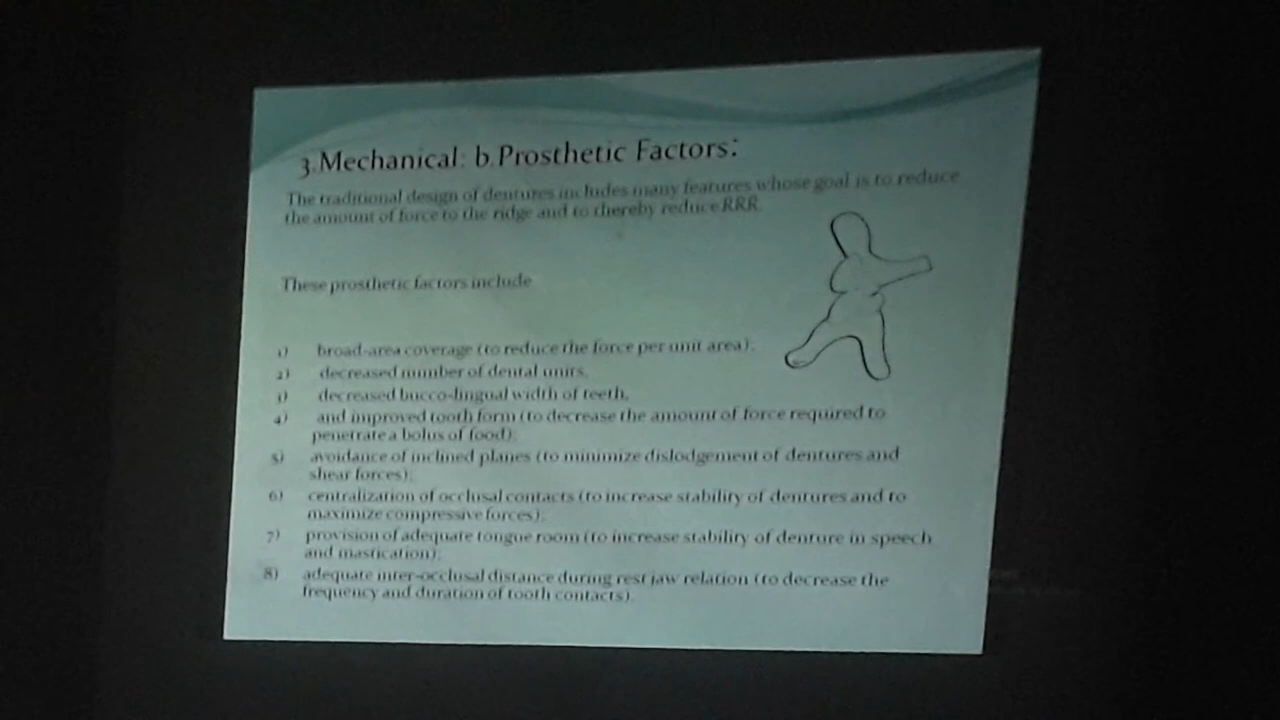 3.Mechanical: b.Prosthetic Factors:
The traditional design of dentures includes many features whose goal is to reduce
the amount of force to the ridge and to thereby reduce RRR.
These prosthetic factors include
1) broad-area coverage (to reduce the force per unit area);
2) decreased number of dental units;
3) decreased bucco-lingual width of teeth;
4) and improved tooth form (to decrease the amount of force required to
penetrate a bolus of food);
5) avoidance of inclined planes (to minimize dislodgement of dentures and
shear forces);
6) centralization of occlusal contacts (to increase stability of dentures and to
maximize compressive forces);
7) provision of adequate tongue room (to increase stability of denture in speech
and mastication);
8) adequate inter-occlusal distance during rest jaw relation (to decrease the
frequency and duration of tooth contacts).